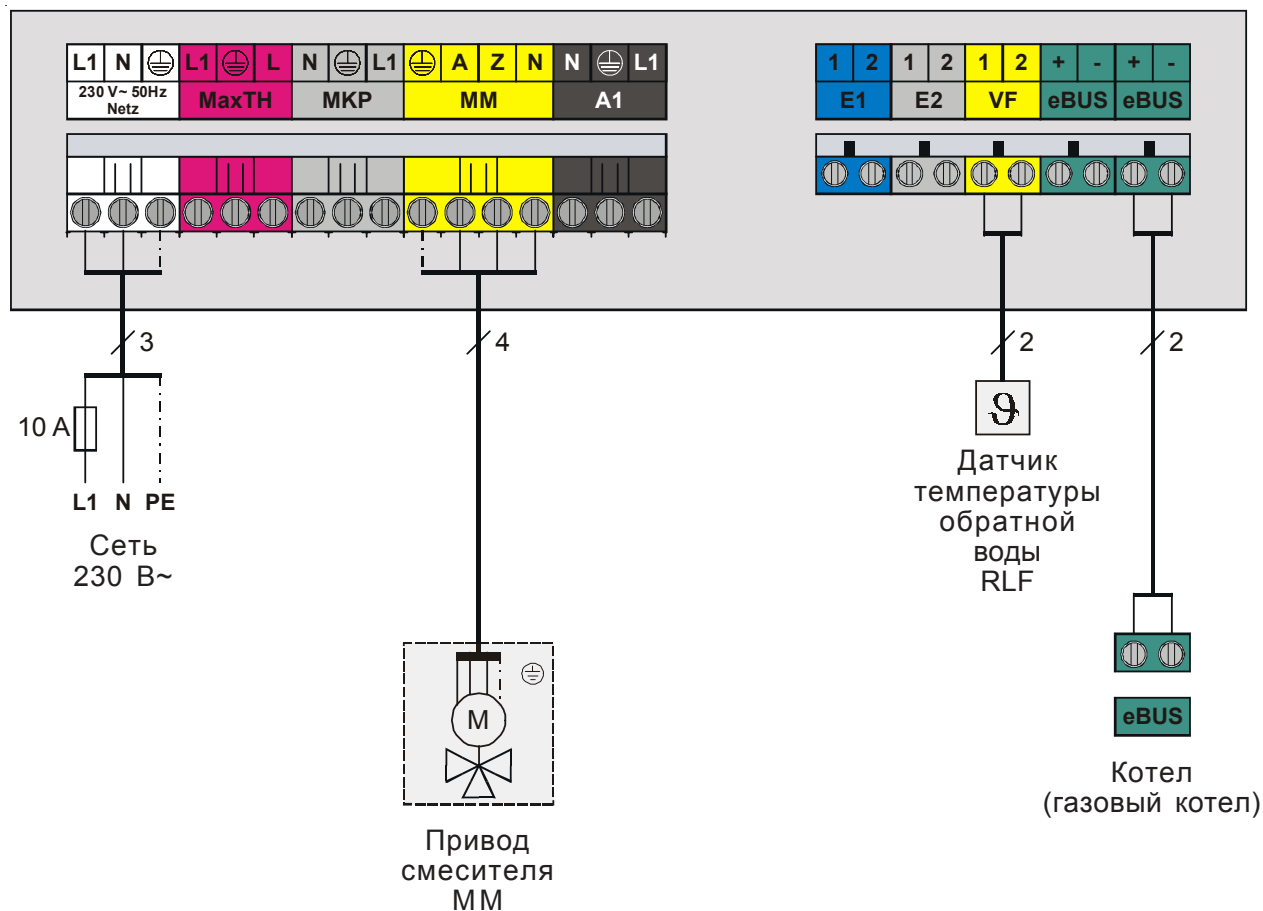 L1 N L1 L N L1 A Z N N L1
230 V~ 50Hz
Netz
MaxTH MKP MM A1
1 2 1 2 1 2 + - + -
E1 E2 VF eBUS eBUS
3
4
2
2
10 A
L1 N PE
Сеть
230 В~
ϑ
Датчик
температуры
обратной
воды
RLF
M
Привод
смесителя
ММ
eBUS
Котел
(газовый котел)